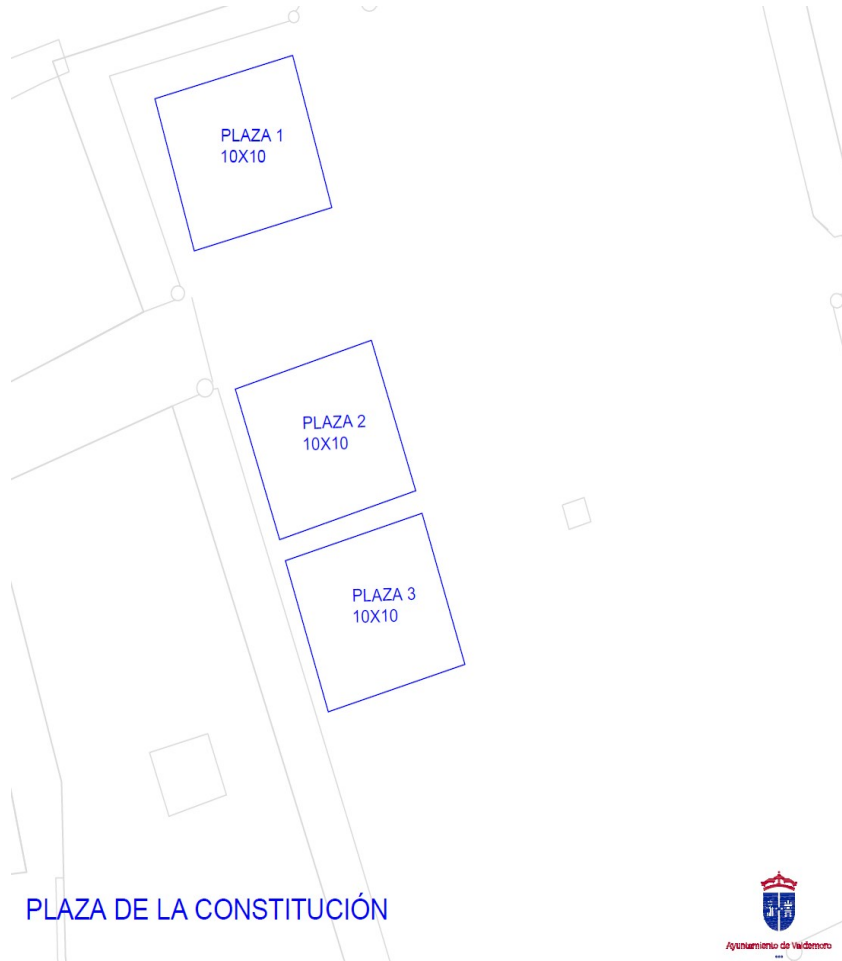 PLAZA 1
10X10
PLAZA 2
10X10
PLAZA 3
10X10
PLAZA DE LA CONSTITUCIÓN
Ayuntamiento de Valdemoro